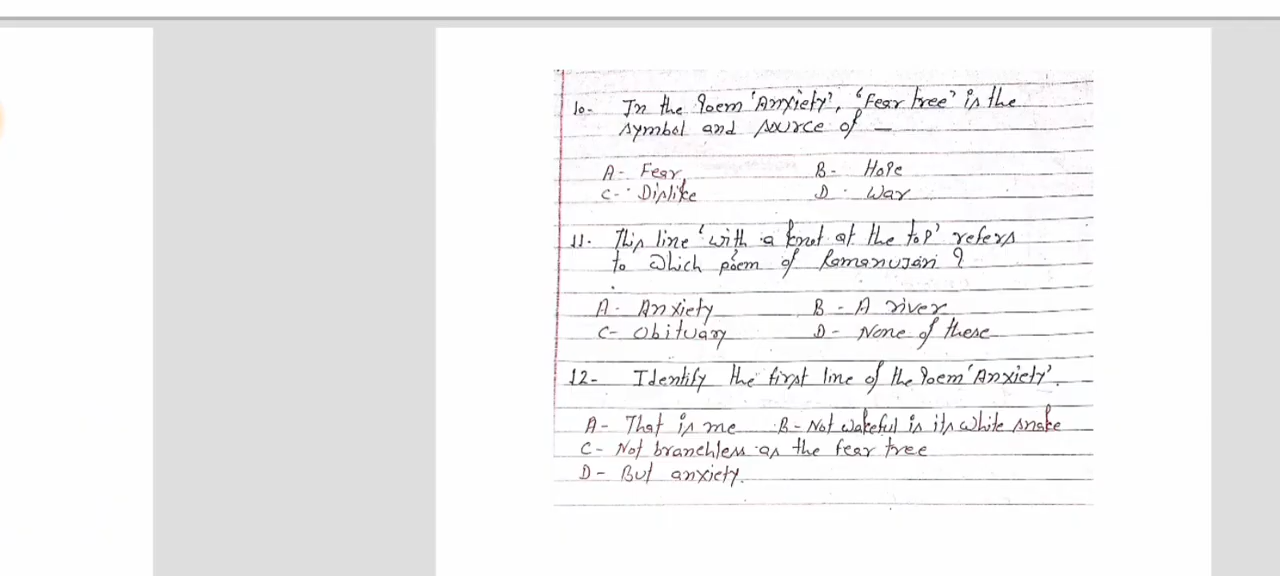 10- In the Poem 'Anxiety', 'Fear tree' is the
symbol and source of —
A- Fear B- Hope
C- Dislike D- War
11- This line 'with a knot at the top' refers
to which poem of Ramanujan ?
A- Anxiety B- A river
C- Obituary D- None of these
12- Identify the first line of the Poem 'Anxiety'.
A- That is me B- Not wakeful in its white snake
C- Not branchless as the fear tree
D- But anxiety.